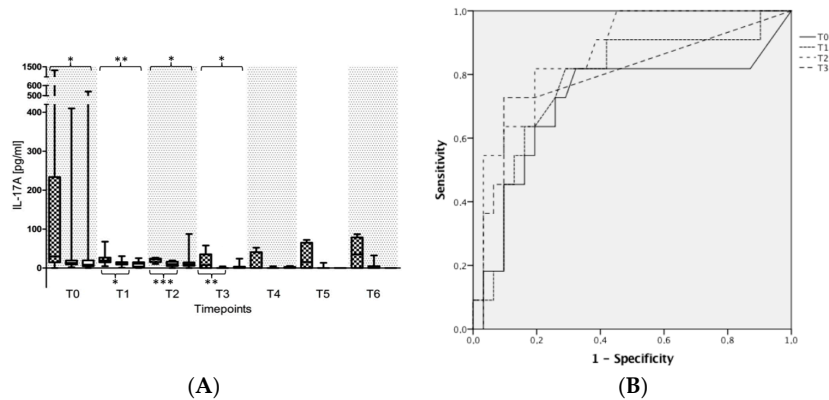 * ** * *
1500
600
500
400
300
200
100
0
IL-17A [pg/ml]
* *** **
T0 T1 T2 T3 T4 T5 T6
Timepoints
(A)
1,0
0,8
0,6
0,4
0,2
0,0
Sensitivity
0,0 0,2 0,4 0,6 0,8 1,0
1 - Specificity
T0
T1
T2
T3
(B)